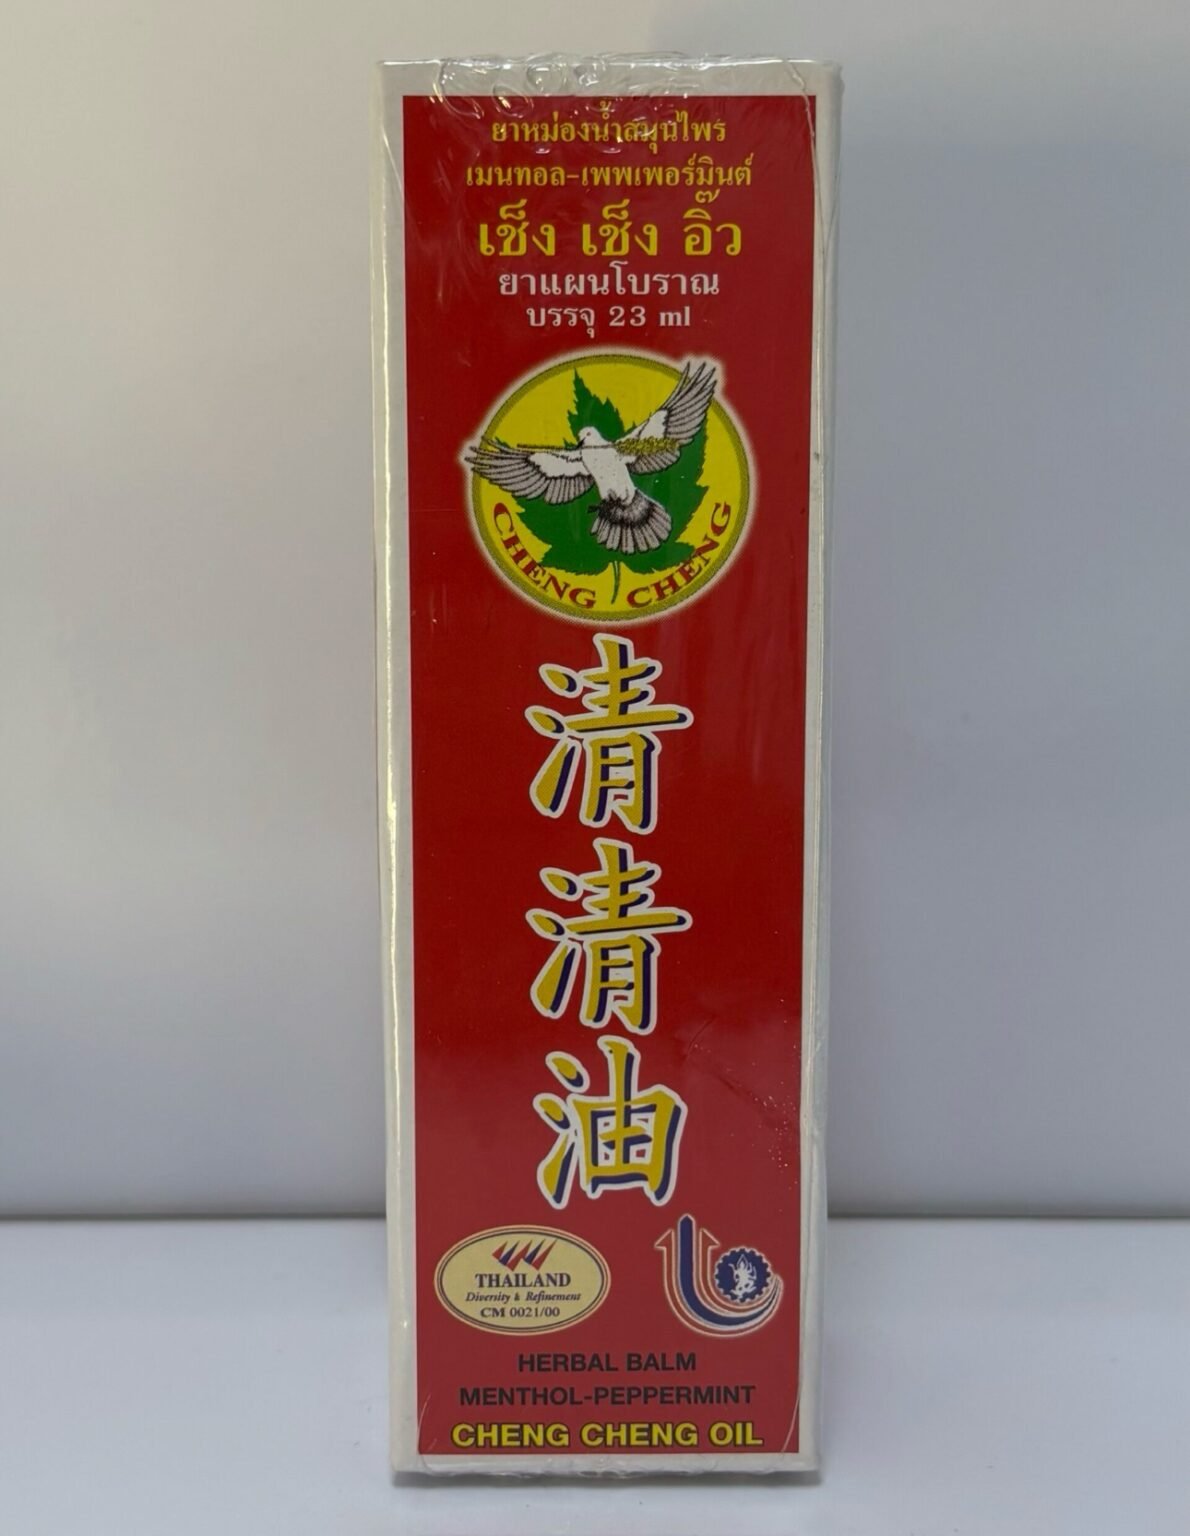 ยาหม่องน้ำสมุนไพร
เมนทอล-เพพเพอร์มินต์
เช็ง เช็ง อิ๊ว
ยาแผนโบราณ
บรรจุ 23 ml
CHENG CHENG
清
清
油
THAILAND
Diversity & Refinement
CM 0021/00
HERBAL BALM
MENTHOL-PEPPERMINT
CHENG CHENG OIL